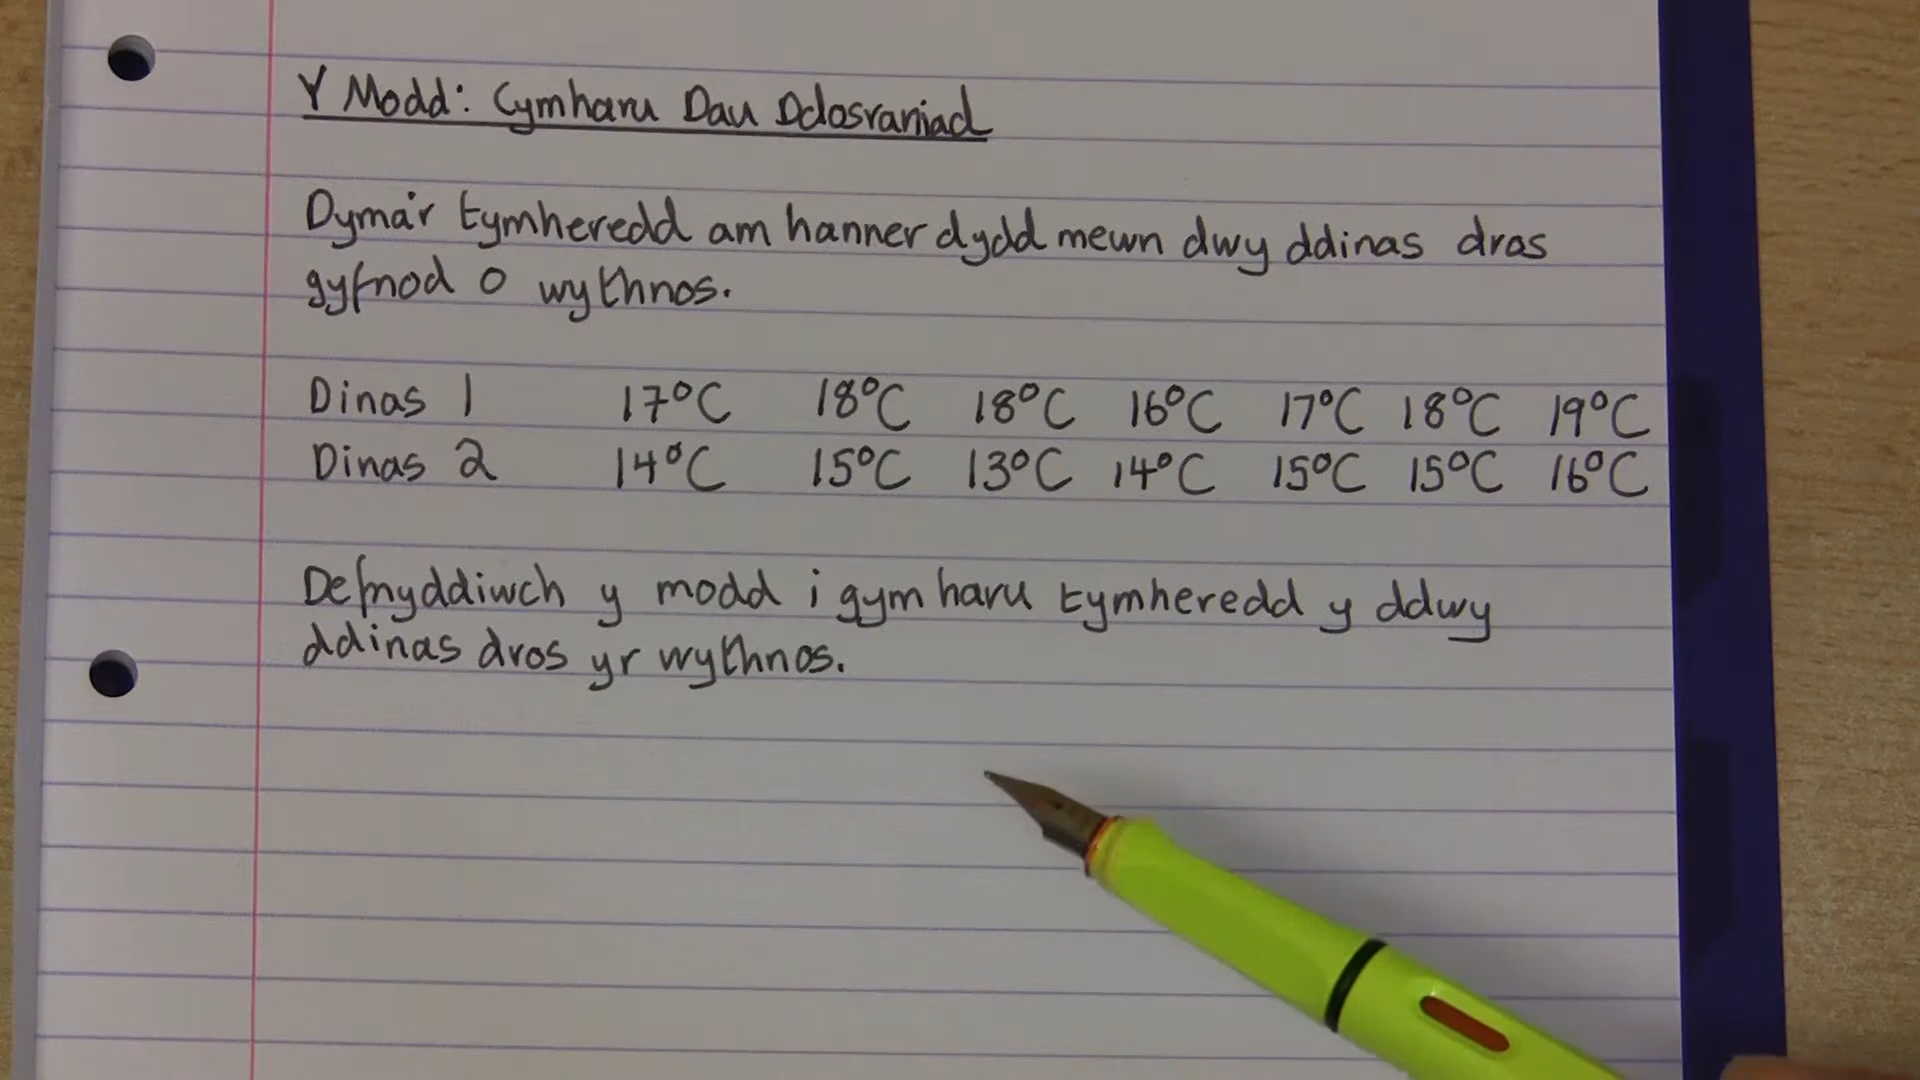 Y Modd: Cymharu Dau Ddosraniad
Dyma'r tymheredd am hanner dydd mewn dwy ddinas dros
gyfnod o wythnos.
Dinas 1 17°C 18°C 18°C 16°C 17°C 18°C 19°C
Dinas 2 14°C 15°C 13°C 14°C 15°C 15°C 16°C
Defnyddiwch y modd i gymharu tymheredd y ddwy
ddinas dros yr wythnos.